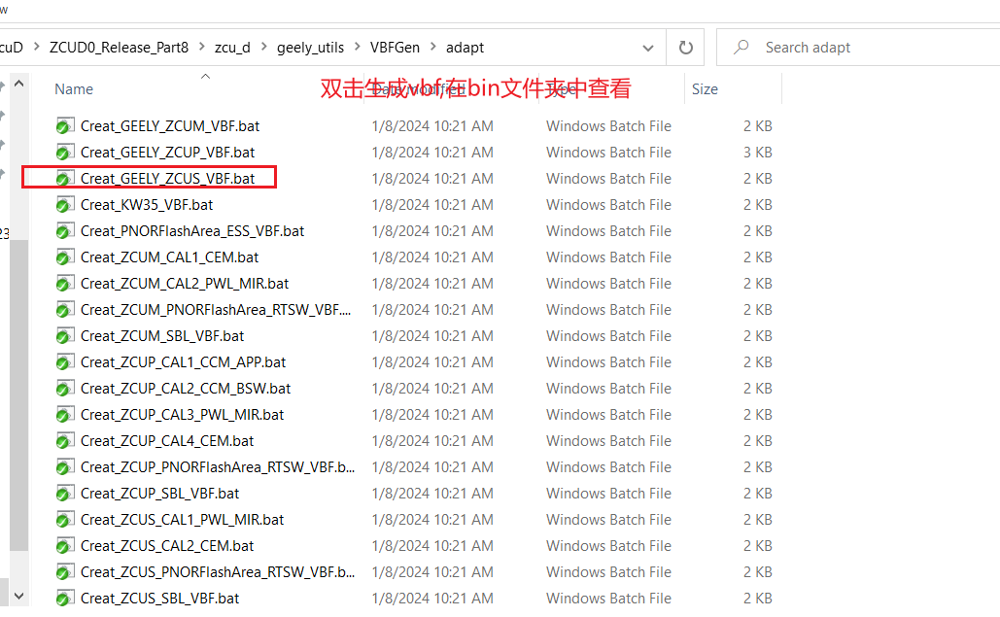 w
cuD > ZCUD0_Release_Part8 > zcu_d > geely_utils > VBFGen > adapt
Search adapt
双击生成vbf,在bin文件夹中查看
Name Date modified Type Size
Creat_GEELY_ZCUM_VBF.bat 1/8/2024 10:21 AM Windows Batch File 2 KB
Creat_GEELY_ZCUP_VBF.bat 1/8/2024 10:21 AM Windows Batch File 3 KB
Creat_GEELY_ZCUS_VBF.bat 1/8/2024 10:21 AM Windows Batch File 2 KB
Creat_KW35_VBF.bat 1/8/2024 10:21 AM Windows Batch File 2 KB
Creat_PNORFlashArea_ESS_VBF.bat 1/8/2024 10:21 AM Windows Batch File 2 KB
23
Creat_ZCUM_CAL1_CEM.bat 1/8/2024 10:21 AM Windows Batch File 2 KB
Creat_ZCUM_CAL2_PWL_MIR.bat 1/8/2024 10:21 AM Windows Batch File 2 KB
Creat_ZCUM_PNORFlashArea_RTSW_VBF.... 1/8/2024 10:21 AM Windows Batch File 2 KB
Creat_ZCUM_SBL_VBF.bat 1/8/2024 10:21 AM Windows Batch File 2 KB
Creat_ZCUP_CAL1_CCM_APP.bat 1/8/2024 10:21 AM Windows Batch File 2 KB
Creat_ZCUP_CAL2_CCM_BSW.bat 1/8/2024 10:21 AM Windows Batch File 2 KB
Creat_ZCUP_CAL3_PWL_MIR.bat 1/8/2024 10:21 AM Windows Batch File 2 KB
Creat_ZCUP_CAL4_CEM.bat 1/8/2024 10:21 AM Windows Batch File 2 KB
Creat_ZCUP_PNORFlashArea_RTSW_VBF.b... 1/8/2024 10:21 AM Windows Batch File 2 KB
Creat_ZCUP_SBL_VBF.bat 1/8/2024 10:21 AM Windows Batch File 2 KB
Creat_ZCUS_CAL1_PWL_MIR.bat 1/8/2024 10:21 AM Windows Batch File 2 KB
Creat_ZCUS_CAL2_CEM.bat 1/8/2024 10:21 AM Windows Batch File 2 KB
Creat_ZCUS_PNORFlashArea_RTSW_VBF.b... 1/8/2024 10:21 AM Windows Batch File 2 KB
Creat_ZCUS_SBL_VBF.bat 1/8/2024 10:21 AM Windows Batch File 2 KB